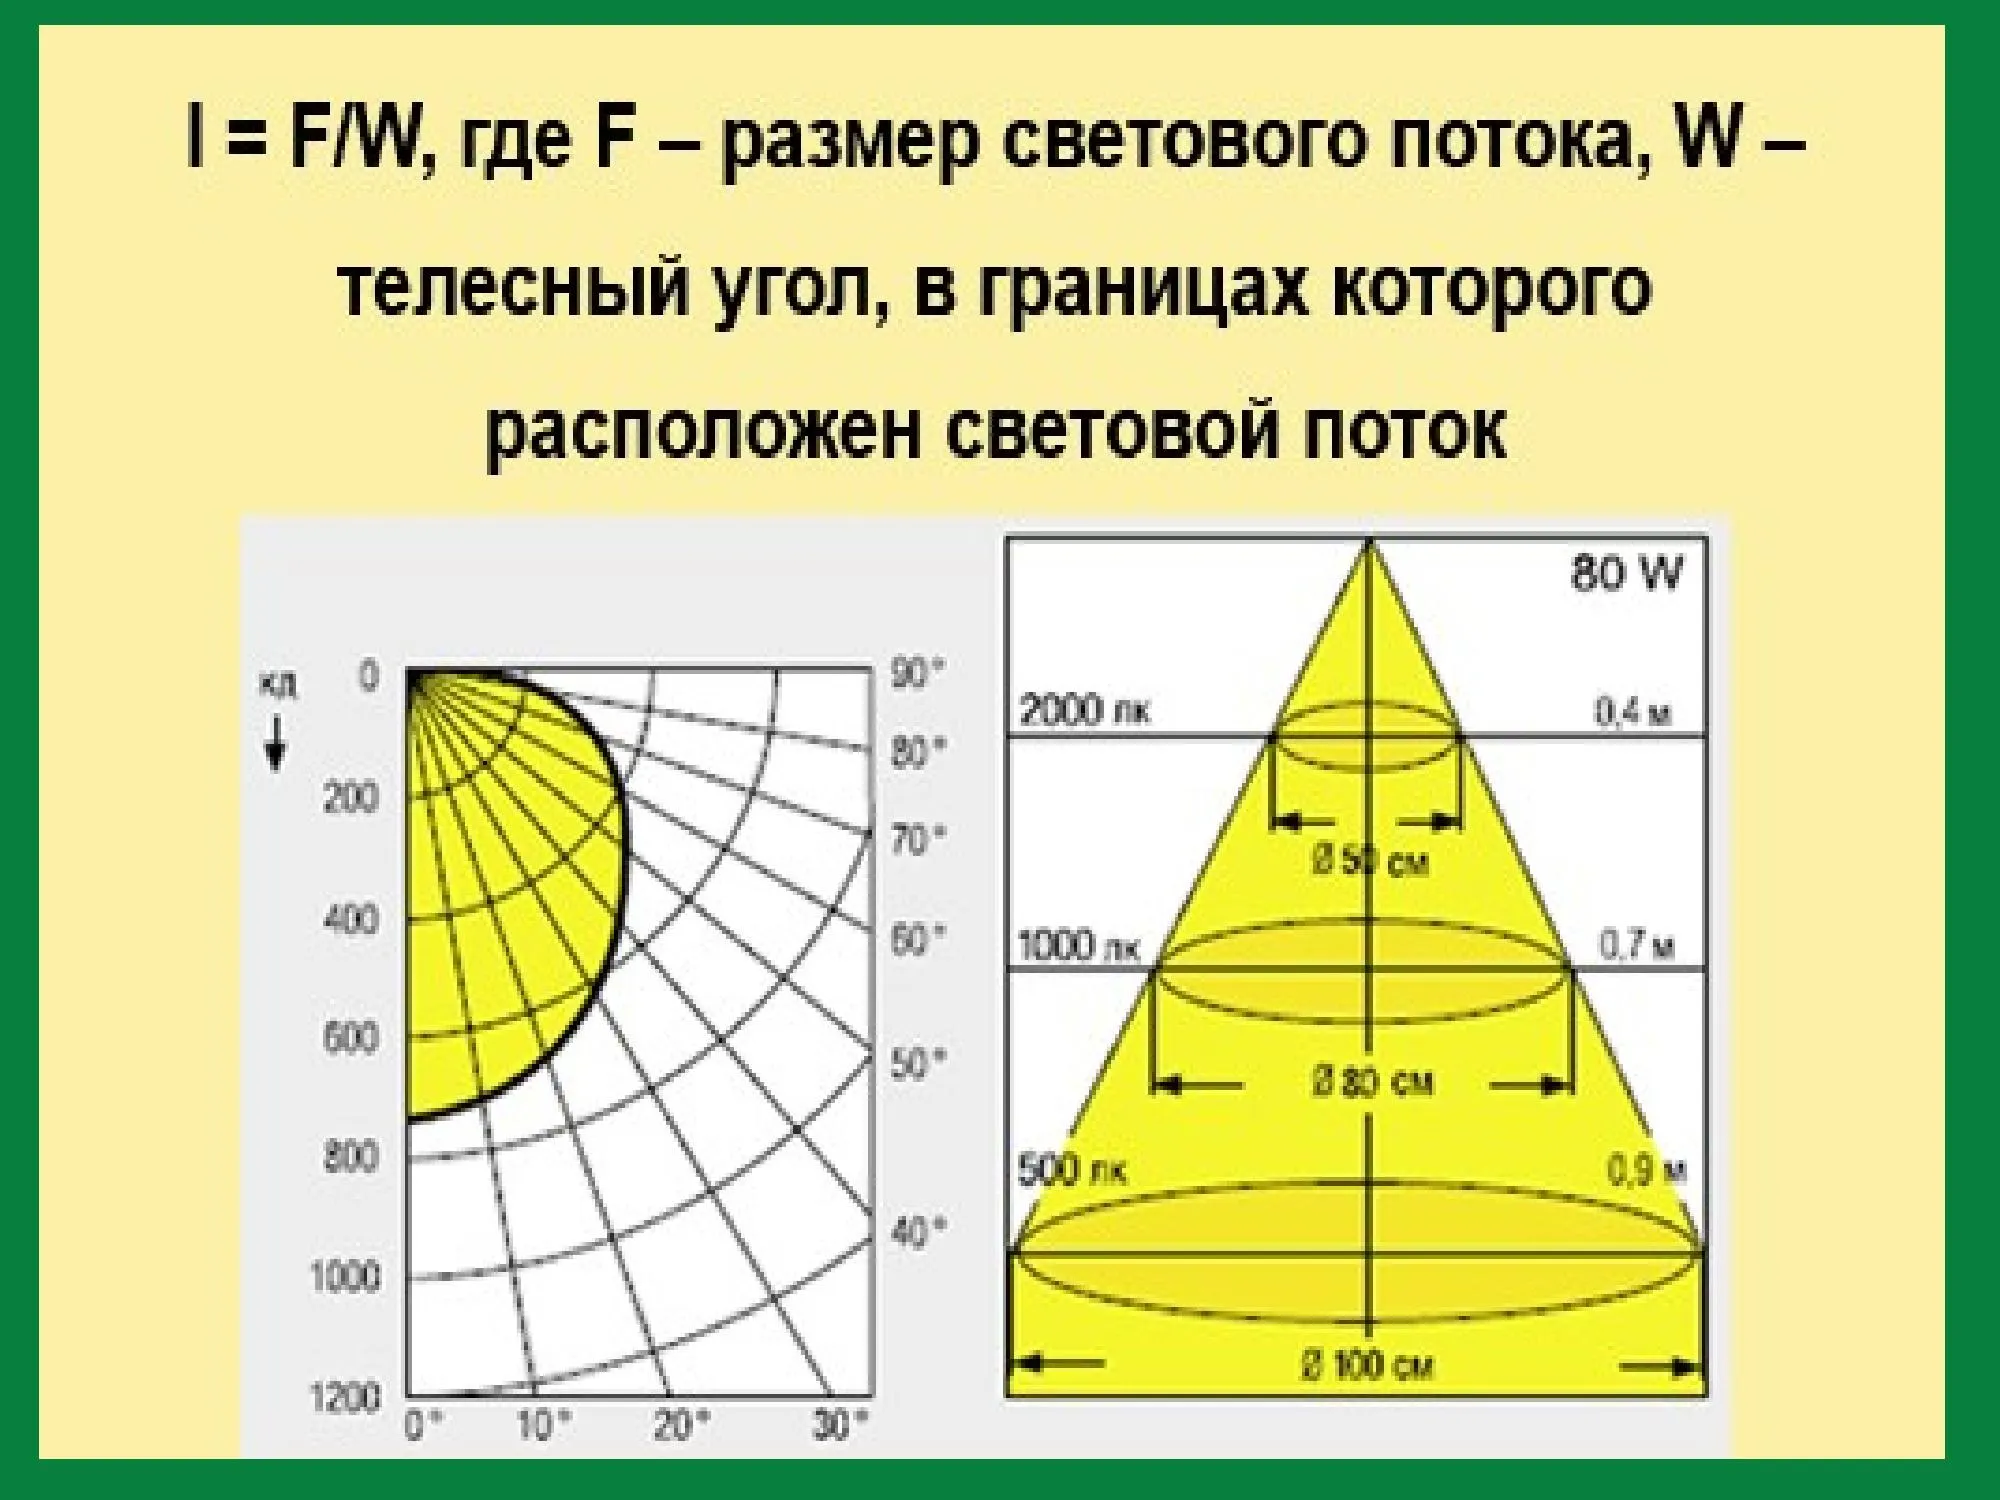 I = F/W, где F – размер светового потока, W –
телесный угол, в границах которого
расположен световой поток
80 W
кд
0
90°
2000 лк
0,4 м
80°
200
70°
Ø 50 см
400
60°
1000 лк
0,7 м
600
50°
Ø 80 см
800
500 лк
0,9 м
40°
1000
Ø 100 см
1200
0° 10° 20° 30°